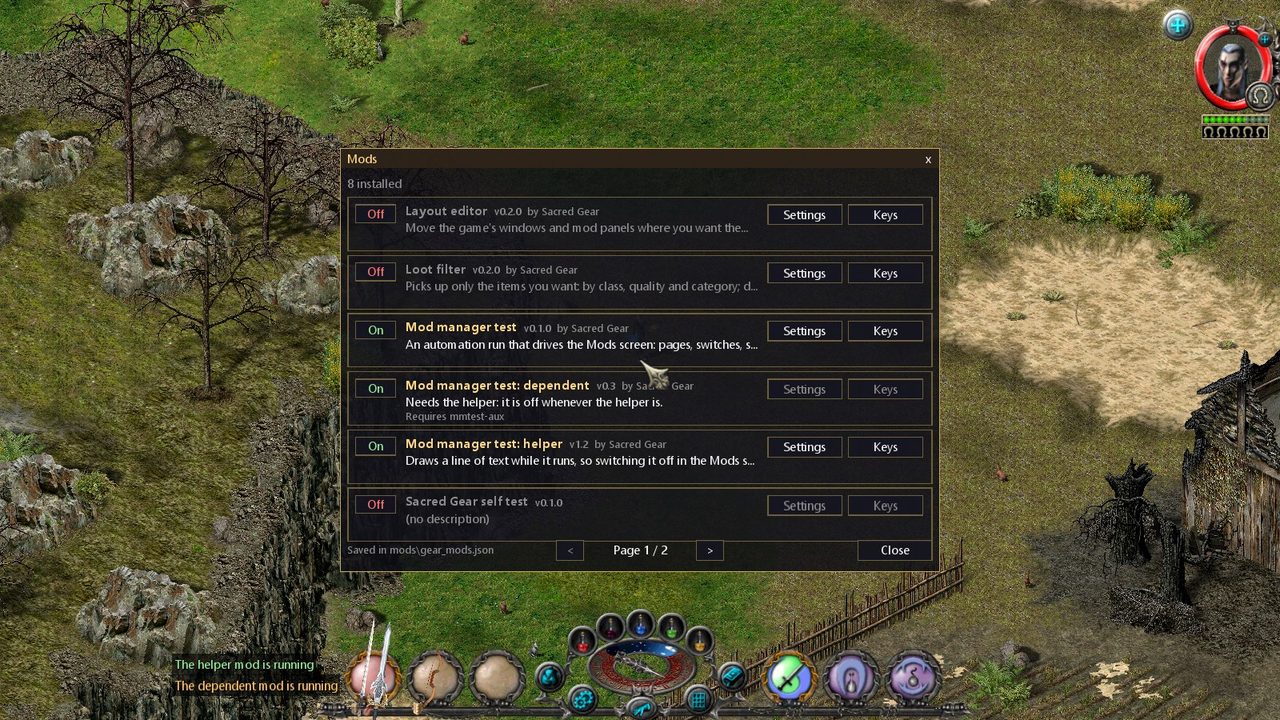 Mods
x
8 installed
Off
Layout editor v0.2.0 by Sacred Gear
Settings
Keys
Move the game's windows and mod panels where you want the...
Off
Loot filter v0.2.0 by Sacred Gear
Settings
Keys
Picks up only the items you want: by class, quality and category; d...
On
Mod manager test v0.1.0 by Sacred Gear
Settings
Keys
An automation run that drives the Mods screen: pages, switches, s...
On
Mod manager test: dependent v0.3 by Sacred Gear
Settings
Keys
Needs the helper: it is off whenever the helper is.
Requires mmtest-aux
On
Mod manager test: helper v1.2 by Sacred Gear
Settings
Keys
Draws a line of text while it runs, so switching it off in the Mods s...
Off
Sacred Gear self test v0.1.0
Settings
Keys
(no description)
Saved in mods\gear_mods.json
<
Page 1 / 2
>
Close
The helper mod is running
The dependent mod is running